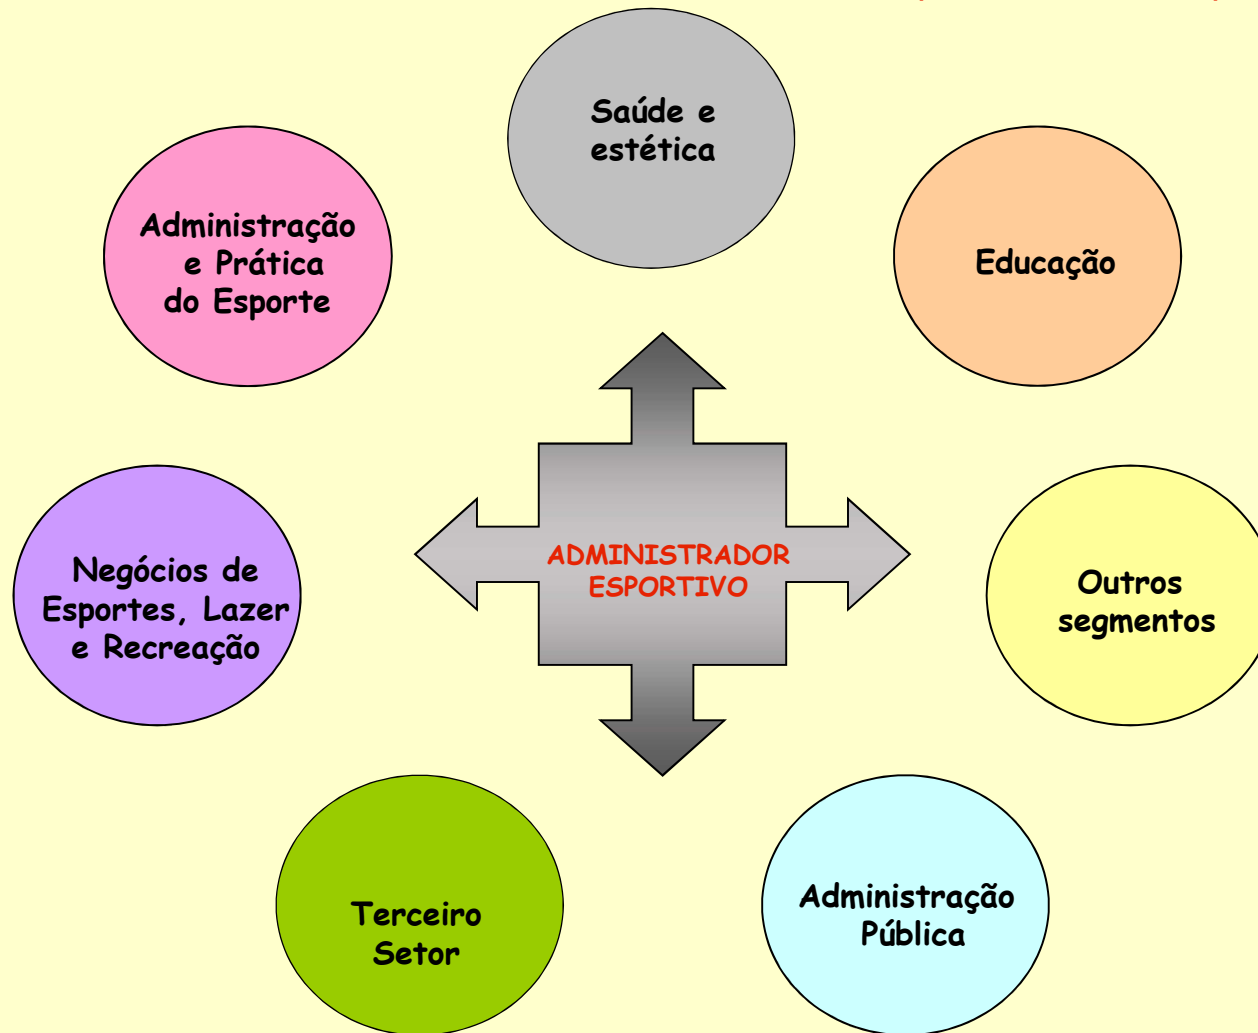 Saúde e
estética
Administração
e Prática
do Esporte
Educação
Negócios de
Esportes, Lazer
e Recreação
ADMINISTRADOR
ESPORTIVO
Outros
segmentos
Terceiro
Setor
Administração
Pública